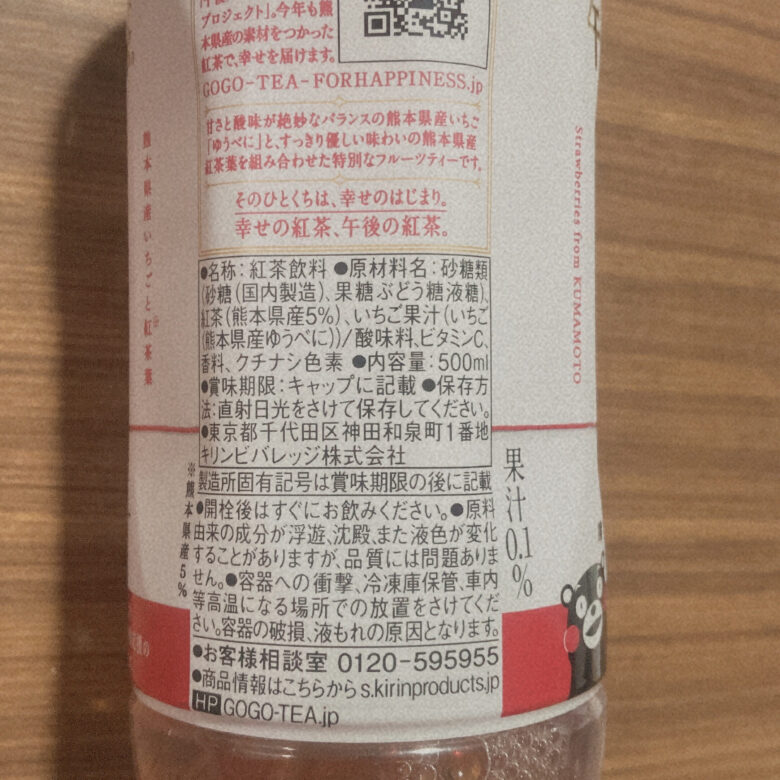 プロジェクト」。今年も熊
本県産の素材をつかった
紅茶で、幸せを届けます。
GOGO-TEA-FORHAPPINESS.jp
甘さと酸味が絶妙なバランスの熊本県産いちご
「ゆうべに」と、すっきり優しい味わいの熊本県産
紅茶葉を組み合わせた特別なフルーツティーです。
そのひとくちは、幸せのはじまり。
幸せの紅茶、午後の紅茶。
●名称：紅茶飲料 ●原材料名：砂糖類
(砂糖（国内製造）、果糖ぶどう糖液糖)、
紅茶（熊本県産5%）、いちご果汁（いちご
(熊本県産ゆうべに)）/酸味料、ビタミンC、
香料、クチナシ色素 ●内容量：500ml
●賞味期限：キャップに記載 ●保存方
法：直射日光をさけて保存してください。
●東京都千代田区神田和泉町1番地
キリンビバレッジ株式会社
製造所固有記号は賞味期限の後に記載
●開栓後はすぐにお飲みください。●原料
由来の成分が浮遊、沈殿、また液色が変化
することがありますが、品質には問題ありま
せん。●容器への衝撃、冷凍庫保管、車内
等高温になる場所での放置をさけてくだ
さい。容器の破損、液もれの原因となります。
●お客様相談室 0120-595955
●商品情報はこちらから s.kirinproducts.jp
HP GOGO-TEA.jp
熊本県産いちごと紅茶葉※
※熊本県産5%
果汁0.1%
Strawberries from KUMAMOTO